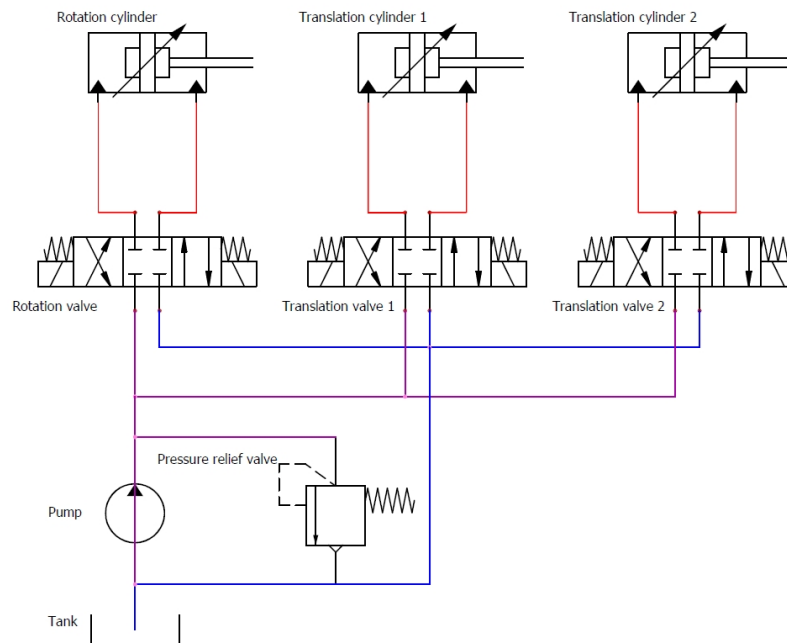 Rotation cylinder
Translation cylinder 1
Translation cylinder 2
Rotation valve
Translation valve 1
Translation valve 2
Pressure relief valve
Pump
Tank